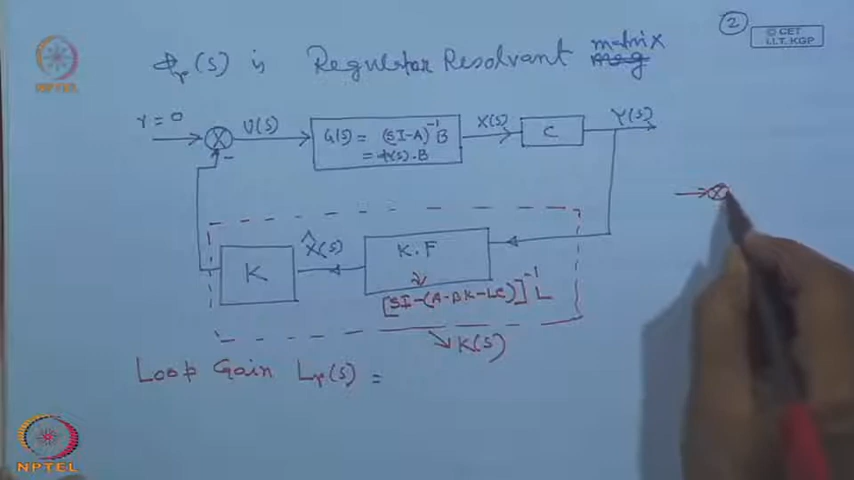 2
© CET
I.I.T. KGP
NPTEL
Φr(s) is Regulator Resolvant matrix
r = 0
U(s)
G(s) = (SI-A)⁻¹B
= Φ(s).B
X(s)
C
Y(s)
-
K
X̂(s)
K.F
[SI-(A-BK-LC)]⁻¹ L
K(s)
Loop Gain Lr(s) =
NPTEL